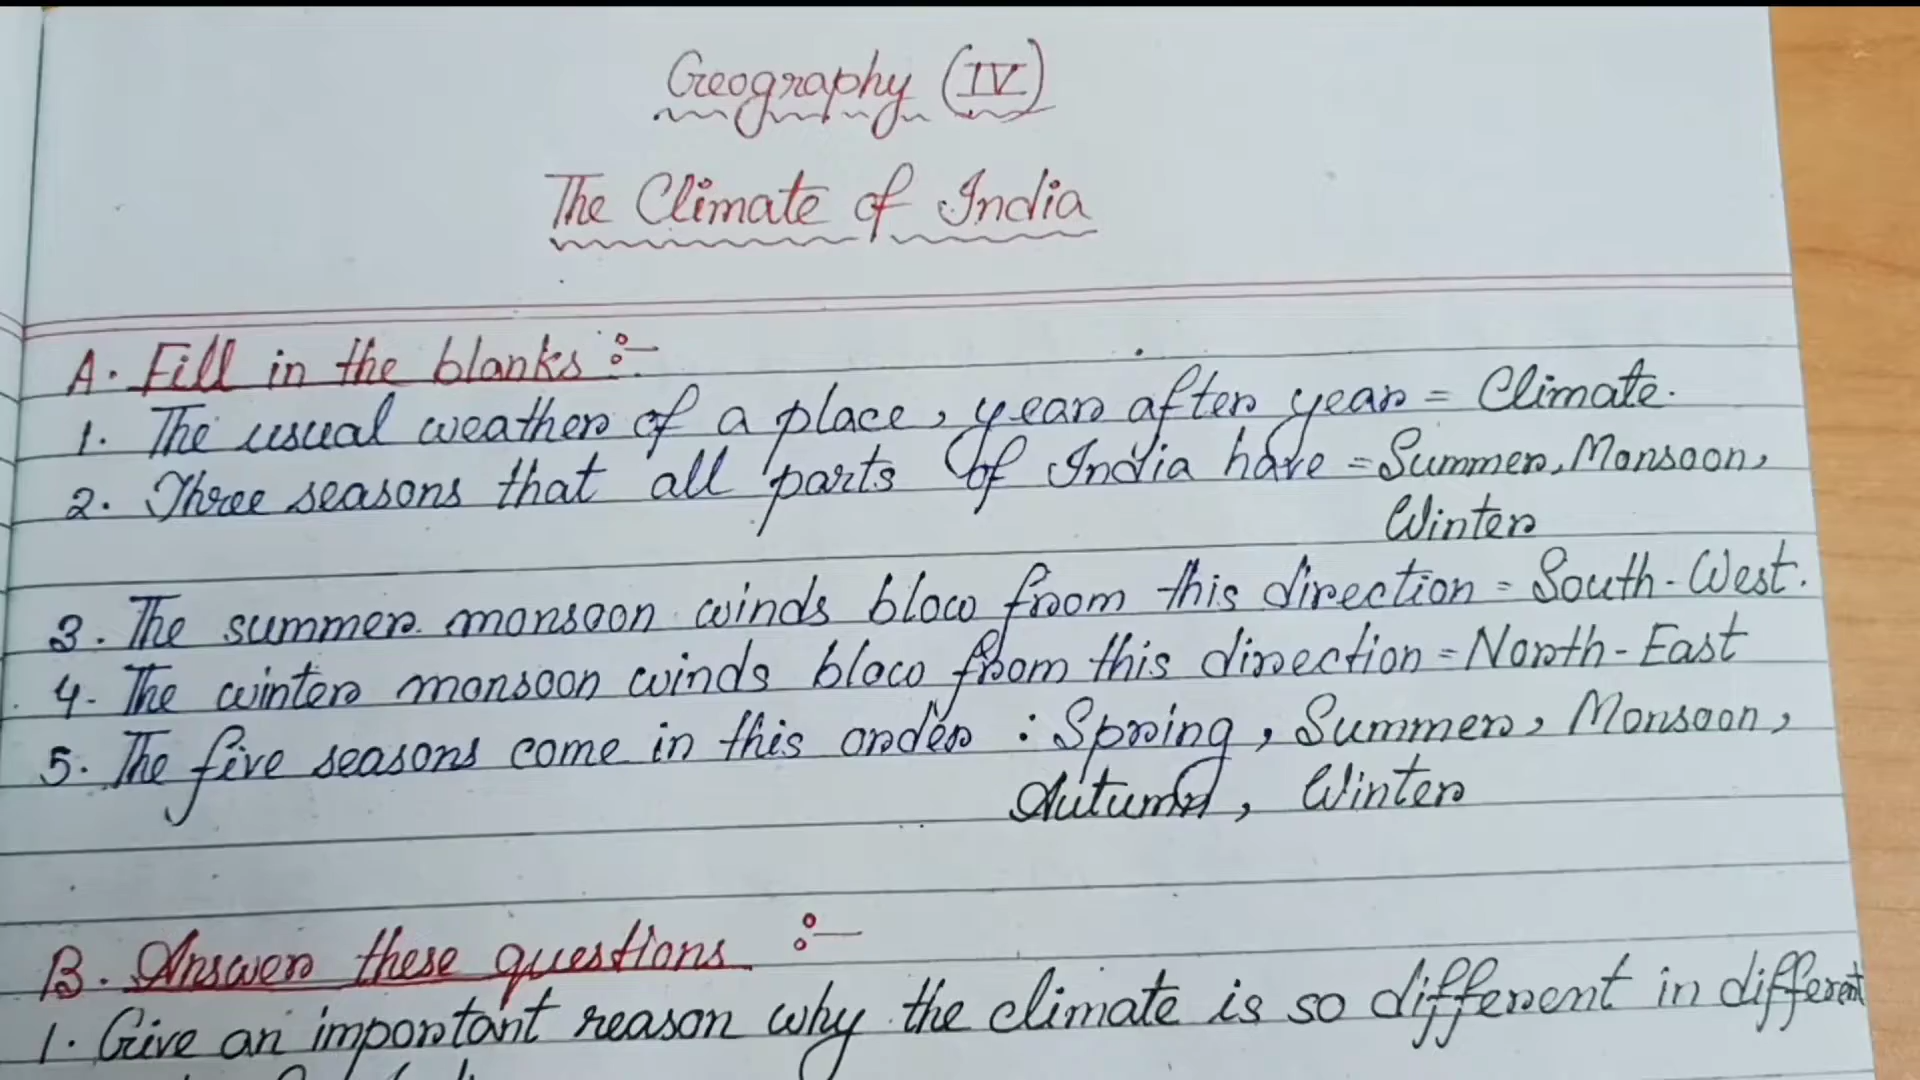 Geography (IV)
The Climate of India
A. Fill in the blanks :-
1. The usual weather of a place, year after year = Climate.
2. Three seasons that all parts of India have = Summer, Monsoon,
Winter
3. The summer monsoon winds blow from this direction = South-West.
4. The winter monsoon winds blow from this direction = North-East
5. The five seasons come in this order : Spring, Summer, Monsoon,
Autumn, Winter
B. Answer these questions :-
1. Give an important reason why the climate is so different in different